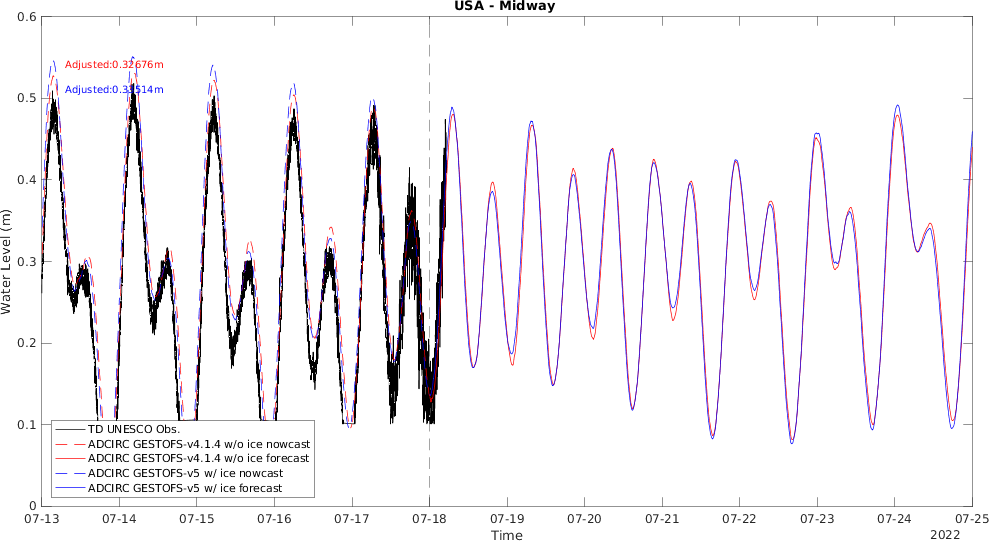 USA - Midway
0.6
0.5
0.4
0.3
0.2
0.1
0
Water Level (m)
Adjusted:0.32676m
Adjusted:0.33514m
TD UNESCO Obs.
ADCIRC GESTOFS-v4.1.4 w/o ice nowcast
ADCIRC GESTOFS-v4.1.4 w/o ice forecast
ADCIRC GESTOFS-v5 w/ ice nowcast
ADCIRC GESTOFS-v5 w/ ice forecast
07-13 07-14 07-15 07-16 07-17 07-18 07-19 07-20 07-21 07-22 07-23 07-24 07-25
Time
2022